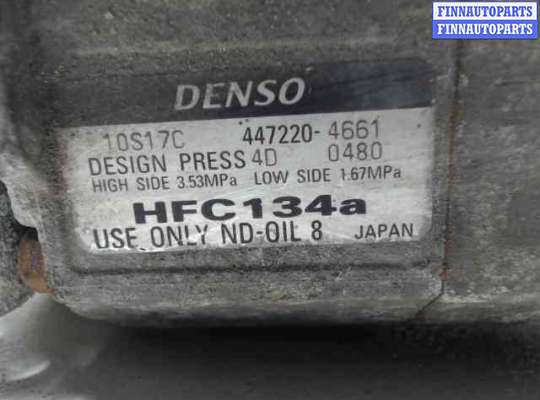 FINNAUTOPARTS
FINNAUTOPARTS
DENSO
10S17C 447220-4661
DESIGN PRESS 4D 0480
HIGH SIDE 3.53MPa LOW SIDE 1.67MPa
HFC134a
USE ONLY ND-OIL 8 JAPAN